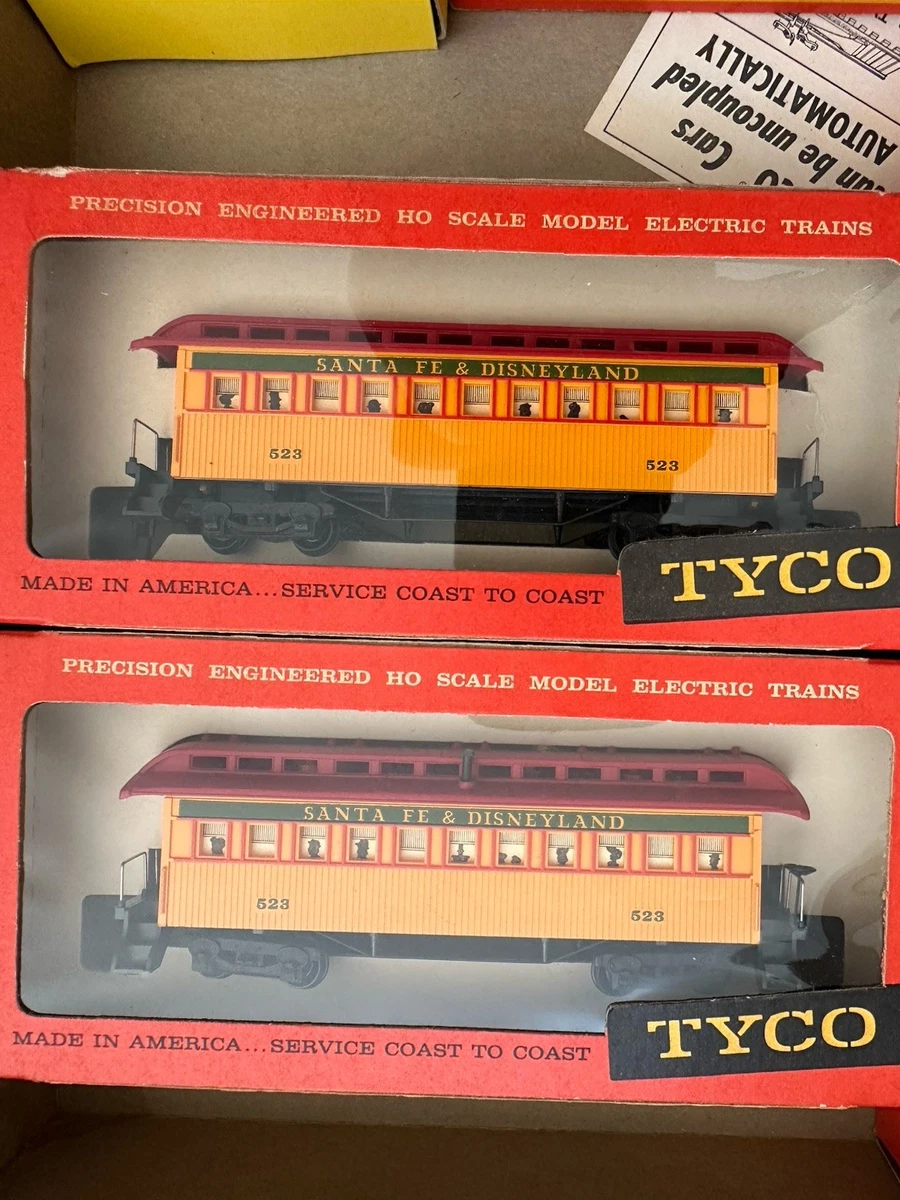 Cars
be uncoupled
AUTOMATICALLY
PRECISION ENGINEERED HO SCALE MODEL ELECTRIC TRAINS
SANTA FE & DISNEYLAND
523 523
MADE IN AMERICA...SERVICE COAST TO COAST
TYCO
PRECISION ENGINEERED HO SCALE MODEL ELECTRIC TRAINS
SANTA FE & DISNEYLAND
523 523
MADE IN AMERICA...SERVICE COAST TO COAST
TYCO